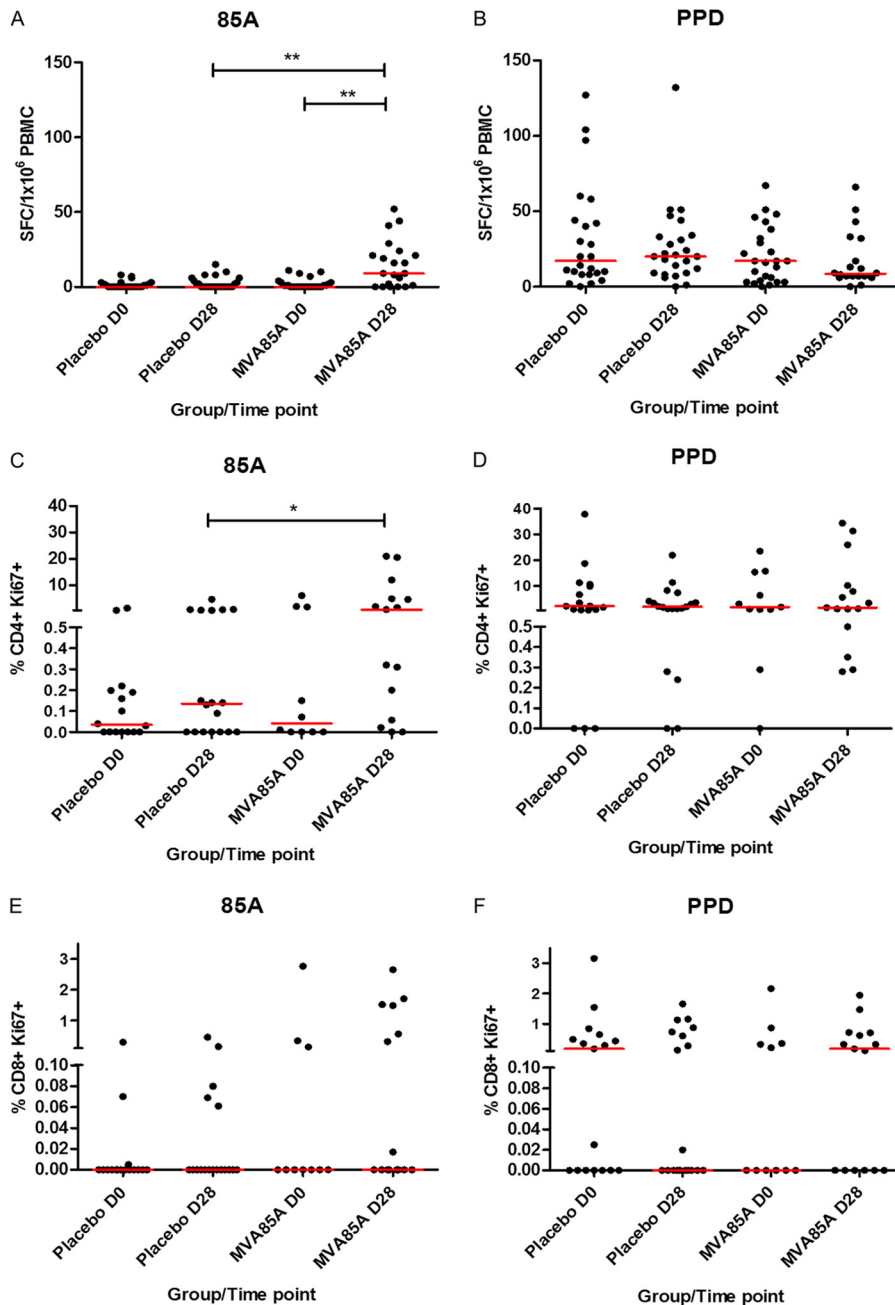 A
85A
SFC/1x10⁶ PBMC
150
100
50
0
**
**
Placebo D0
Placebo D28
MVA85A D0
MVA85A D28
Group/Time point
B
PPD
SFC/1x10⁶ PBMC
150
100
50
0
Placebo D0
Placebo D28
MVA85A D0
MVA85A D28
Group/Time point
C
85A
% CD4+ Ki67+
40
30
20
10
0.5
0.4
0.3
0.2
0.1
0.0
*
Placebo D0
Placebo D28
MVA85A D0
MVA85A D28
Group/Time point
D
PPD
% CD4+ Ki67+
40
30
20
10
0.5
0.4
0.3
0.2
0.1
0.0
Placebo D0
Placebo D28
MVA85A D0
MVA85A D28
Group/Time point
E
85A
% CD8+ Ki67+
3
2
1
0.10
0.08
0.06
0.04
0.02
0.00
Placebo D0
Placebo D28
MVA85A D0
MVA85A D28
Group/Time point
F
PPD
% CD8+ Ki67+
3
2
1
0.10
0.08
0.06
0.04
0.02
0.00
Placebo D0
Placebo D28
MVA85A D0
MVA85A D28
Group/Time point